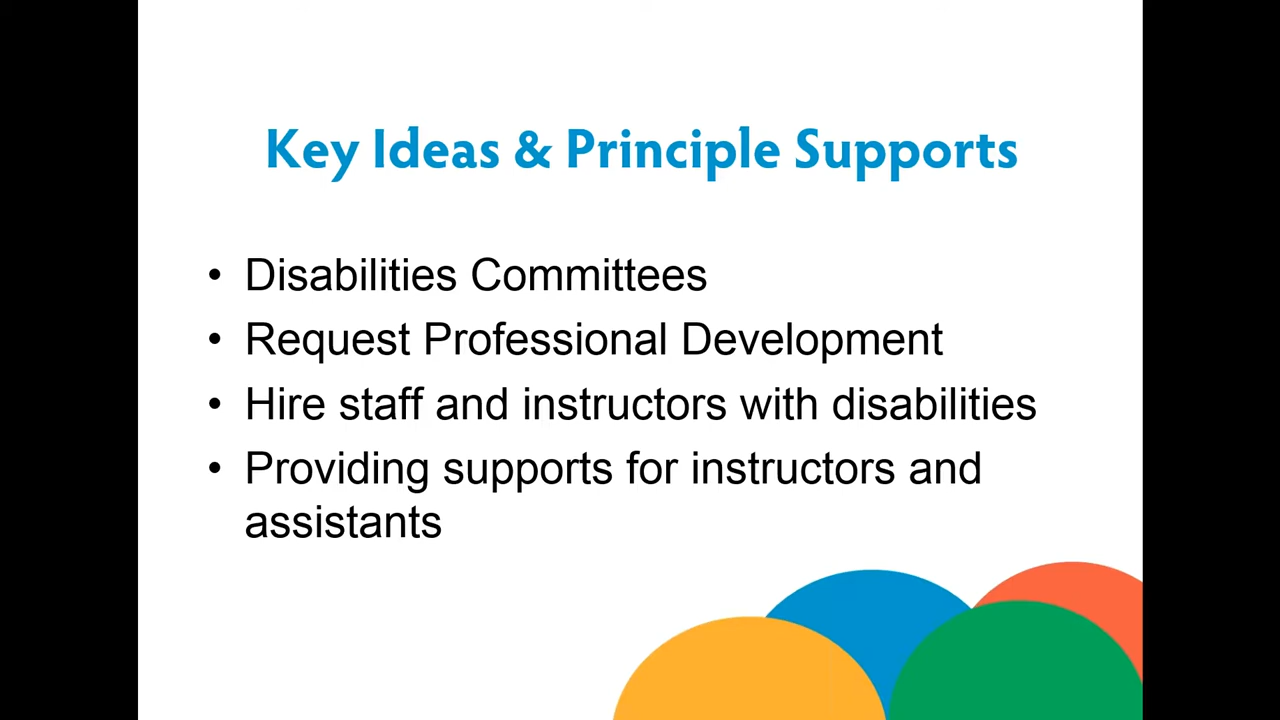 Key Ideas & Principle Supports
• Disabilities Committees
• Request Professional Development
• Hire staff and instructors with disabilities
• Providing supports for instructors and
assistants